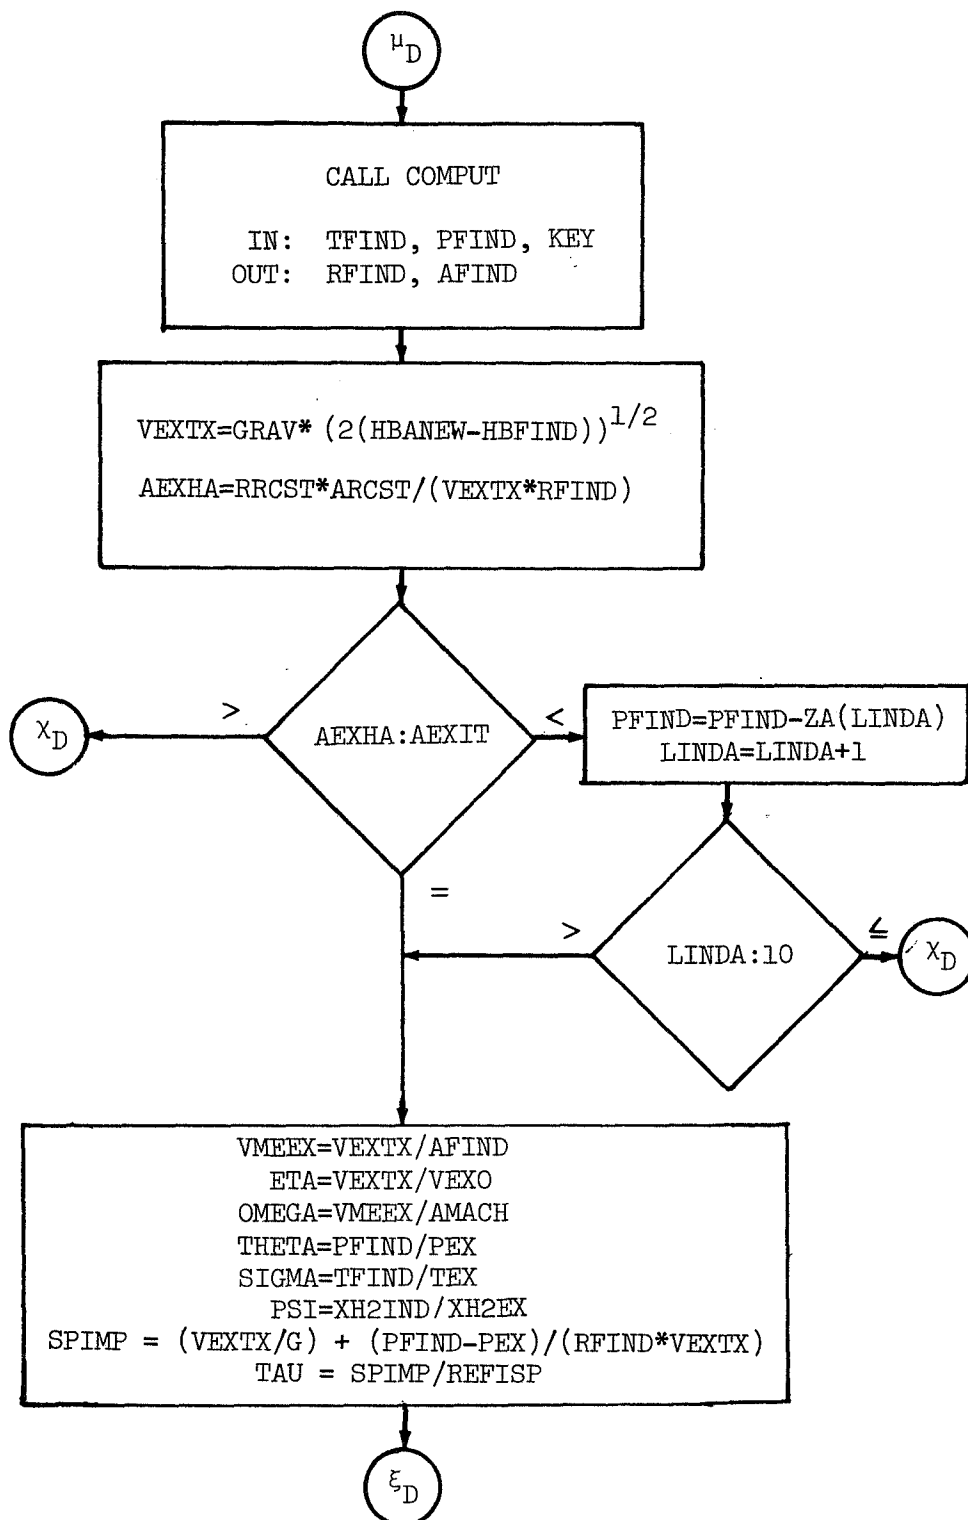 μD
CALL COMPUT
IN: TFIND, PFIND, KEY
OUT: RFIND, AFIND
VEXTX=GRAV* (2(HBANEW-HBFIND))^1/2
AEXHA=RRCST*ARCST/(VEXTX*RFIND)
χD
>
AEXHA:AEXIT
<
PFIND=PFIND-ZA(LINDA)
LINDA=LINDA+1
=
>
LINDA:10
≤
χD
VMEEX=VEXTX/AFIND
ETA=VEXTX/VEXO
OMEGA=VMEEX/AMACH
THETA=PFIND/PEX
SIGMA=TFIND/TEX
PSI=XH2IND/XH2EX
SPIMP = (VEXTX/G) + (PFIND-PEX)/(RFIND*VEXTX)
TAU = SPIMP/REFISP
ξD